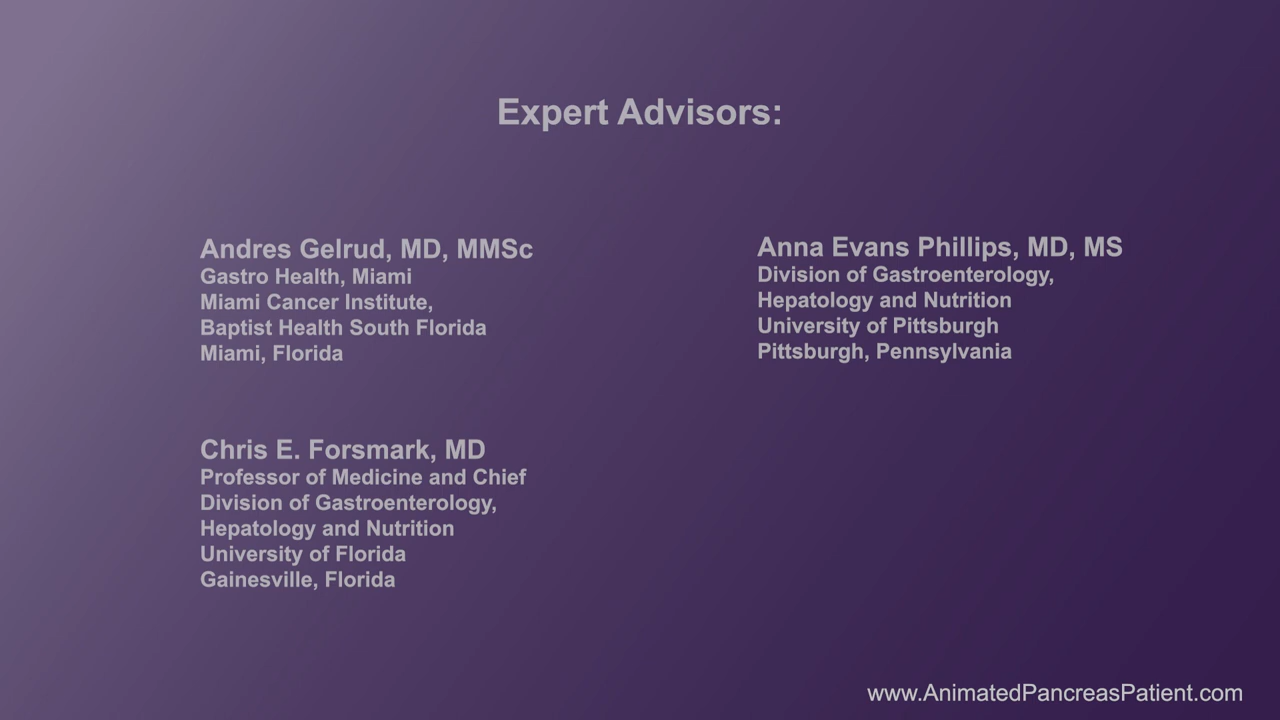 Expert Advisors:
Andres Gelrud, MD, MMSc
Gastro Health, Miami
Miami Cancer Institute,
Baptist Health South Florida
Miami, Florida
Anna Evans Phillips, MD, MS
Division of Gastroenterology,
Hepatology and Nutrition
University of Pittsburgh
Pittsburgh, Pennsylvania
Chris E. Forsmark, MD
Professor of Medicine and Chief
Division of Gastroenterology,
Hepatology and Nutrition
University of Florida
Gainesville, Florida
www.AnimatedPancreasPatient.com